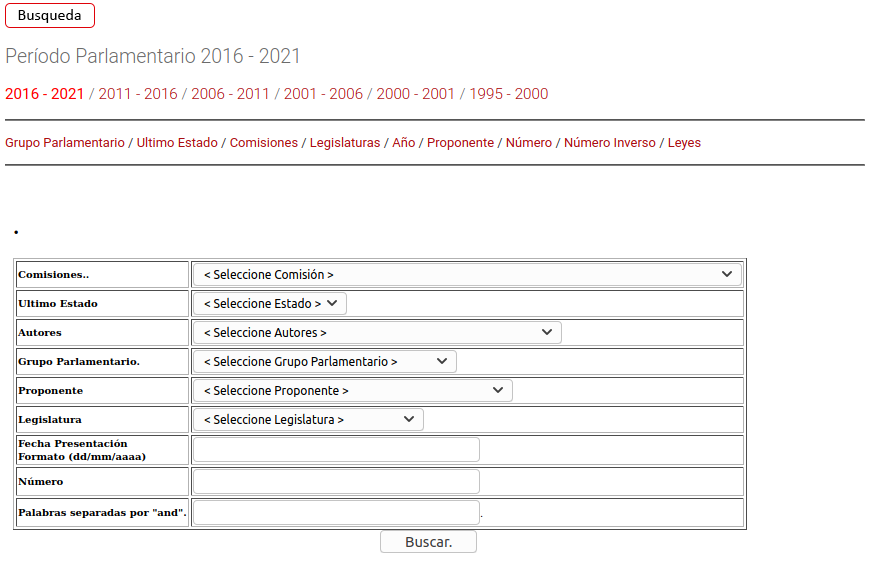 Busqueda
Período Parlamentario 2016 - 2021
2016 - 2021 / 2011 - 2016 / 2006 - 2011 / 2001 - 2006 / 2000 - 2001 / 1995 - 2000
Grupo Parlamentario / Ultimo Estado / Comisiones / Legislaturas / Año / Proponente / Número / Número Inverso / Leyes
.
Comisiones.. < Seleccione Comisión >
Ultimo Estado < Seleccione Estado >
Autores < Seleccione Autores >
Grupo Parlamentario. < Seleccione Grupo Parlamentario >
Proponente < Seleccione Proponente >
Legislatura < Seleccione Legislatura >
Fecha Presentación
Formato (dd/mm/aaaa)
Número
Palabras separadas por "and". .
Buscar.